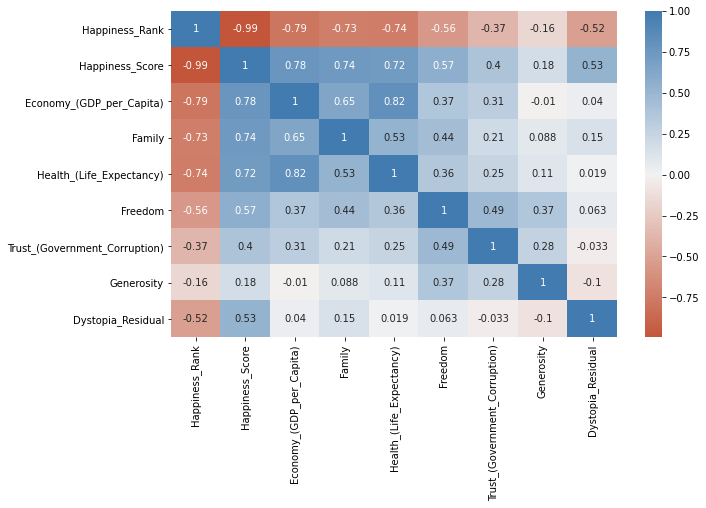 Happiness_Rank 1 -0.99 -0.79 -0.73 -0.74 -0.56 -0.37 -0.16 -0.52
Happiness_Score -0.99 1 0.78 0.74 0.72 0.57 0.4 0.18 0.53
Economy_(GDP_per_Capita) -0.79 0.78 1 0.65 0.82 0.37 0.31 -0.01 0.04
Family -0.73 0.74 0.65 1 0.53 0.44 0.21 0.088 0.15
Health_(Life_Expectancy) -0.74 0.72 0.82 0.53 1 0.36 0.25 0.11 0.019
Freedom -0.56 0.57 0.37 0.44 0.36 1 0.49 0.37 0.063
Trust_(Government_Corruption) -0.37 0.4 0.31 0.21 0.25 0.49 1 0.28 -0.033
Generosity -0.16 0.18 -0.01 0.088 0.11 0.37 0.28 1 -0.1
Dystopia_Residual -0.52 0.53 0.04 0.15 0.019 0.063 -0.033 -0.1 1
Happiness_Rank
Happiness_Score
Economy_(GDP_per_Capita)
Family
Health_(Life_Expectancy)
Freedom
Trust_(Government_Corruption)
Generosity
Dystopia_Residual
1.00
0.75
0.50
0.25
0.00
−0.25
−0.50
−0.75